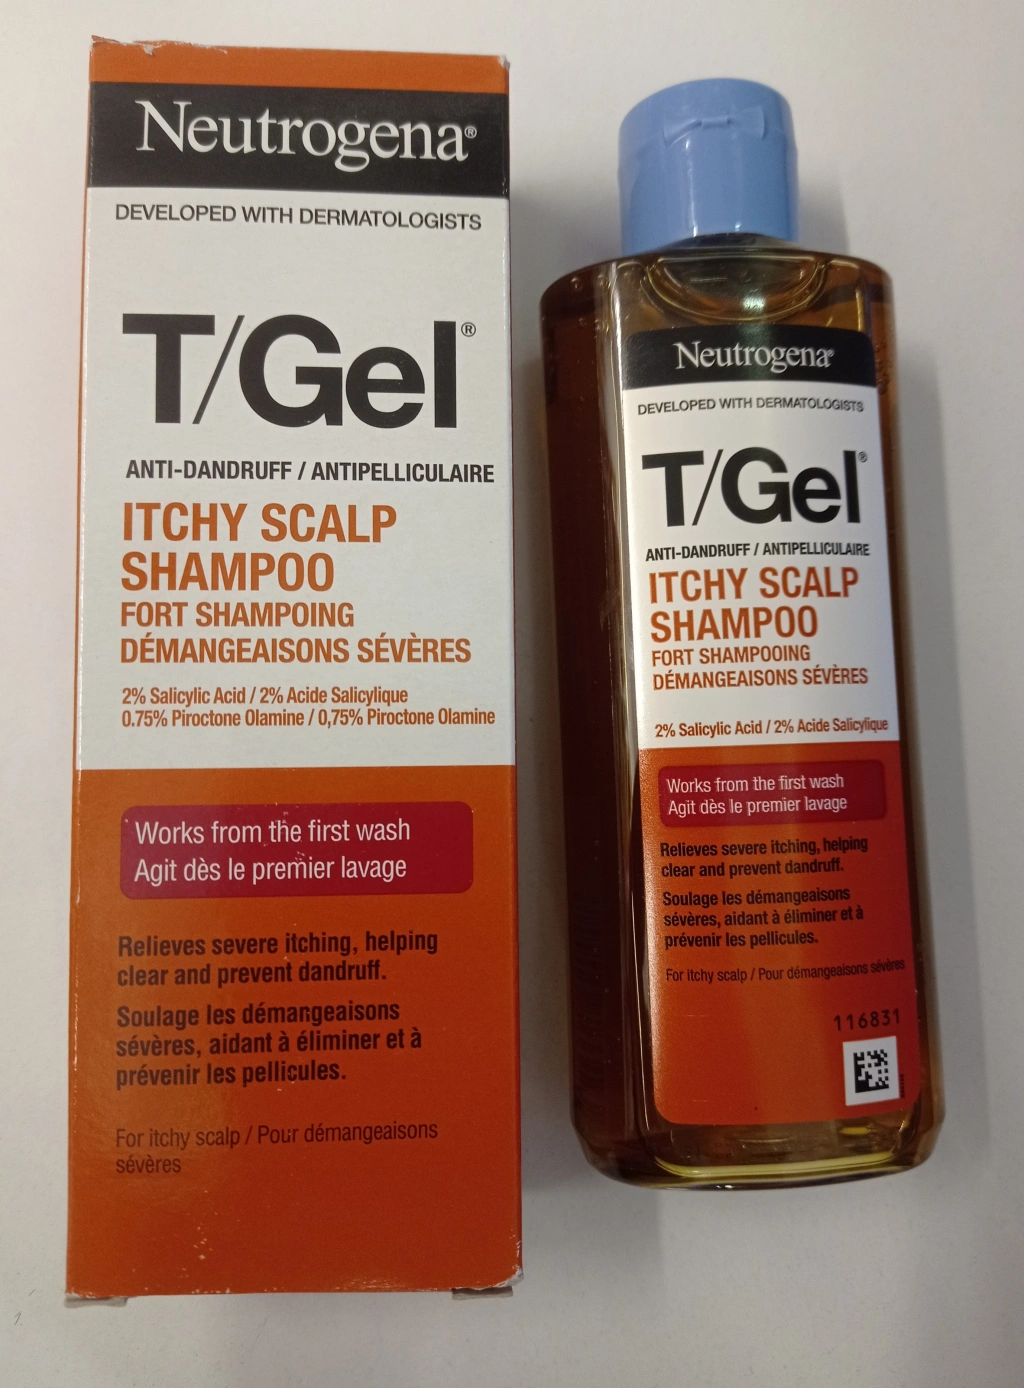 Neutrogena®
DEVELOPED WITH DERMATOLOGISTS
T/Gel®
ANTI-DANDRUFF / ANTIPELLICULAIRE
ITCHY SCALP
SHAMPOO
FORT SHAMPOING
DÉMANGEAISONS SÉVÈRES
2% Salicylic Acid / 2% Acide Salicylique
0.75% Piroctone Olamine / 0,75% Piroctone Olamine
Works from the first wash
Agit dès le premier lavage
Relieves severe itching, helping
clear and prevent dandruff.
Soulage les démangeaisons
sévères, aidant à éliminer et à
prévenir les pellicules.
For itchy scalp / Pour démangeaisons
sévères
Neutrogena®
DEVELOPED WITH DERMATOLOGISTS
T/Gel®
ANTI-DANDRUFF / ANTIPELLICULAIRE
ITCHY SCALP
SHAMPOO
FORT SHAMPOOING
DÉMANGEAISONS SÉVÈRES
2% Salicylic Acid / 2% Acide Salicylique
Works from the first wash
Agit dès le premier lavage
Relieves severe itching, helping
clear and prevent dandruff.
Soulage les démangeaisons
sévères, aidant à éliminer et à
prévenir les pellicules.
For itchy scalp / Pour démangeaisons sévères
116831